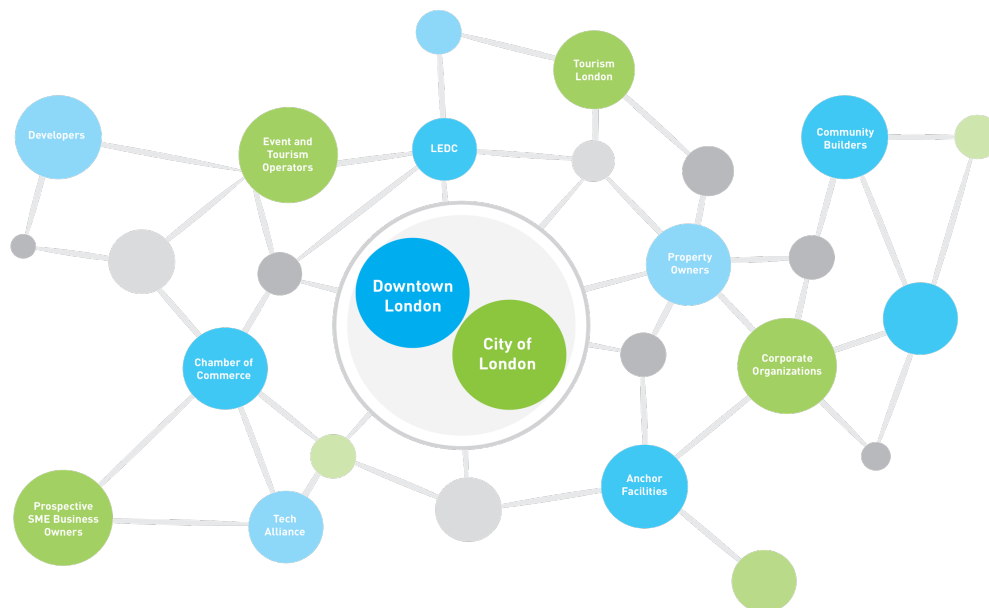 Tourism
London
Developers
Event and
Tourism
Operators
LEDC
Community
Builders
Property
Owners
Downtown
London
City of
London
Chamber of
Commerce
Corporate
Organizations
Anchor
Facilities
Prospective
SME Business
Owners
Tech
Alliance